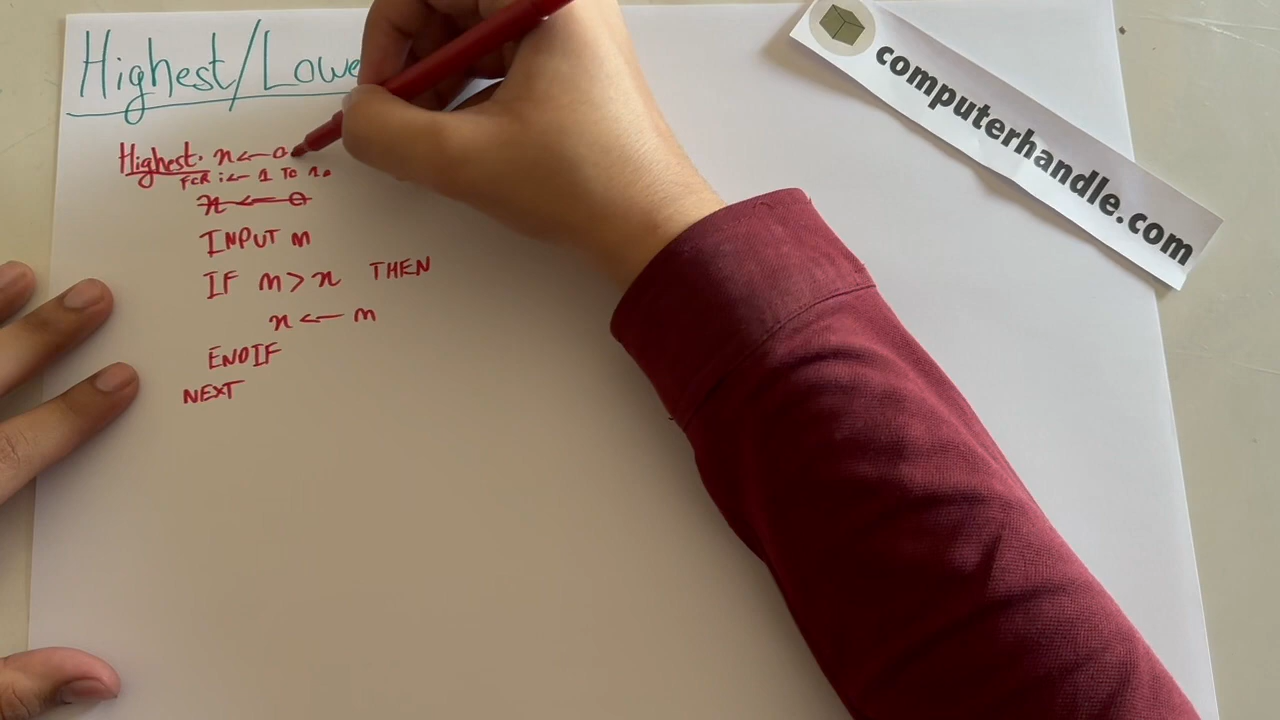 Highest/Lowe
computerhandle.com
Highest. n ← 0
FOR i ← 1 TO 10
n ← 0
INPUT m
IF m > n THEN
n ← m
ENDIF
NEXT